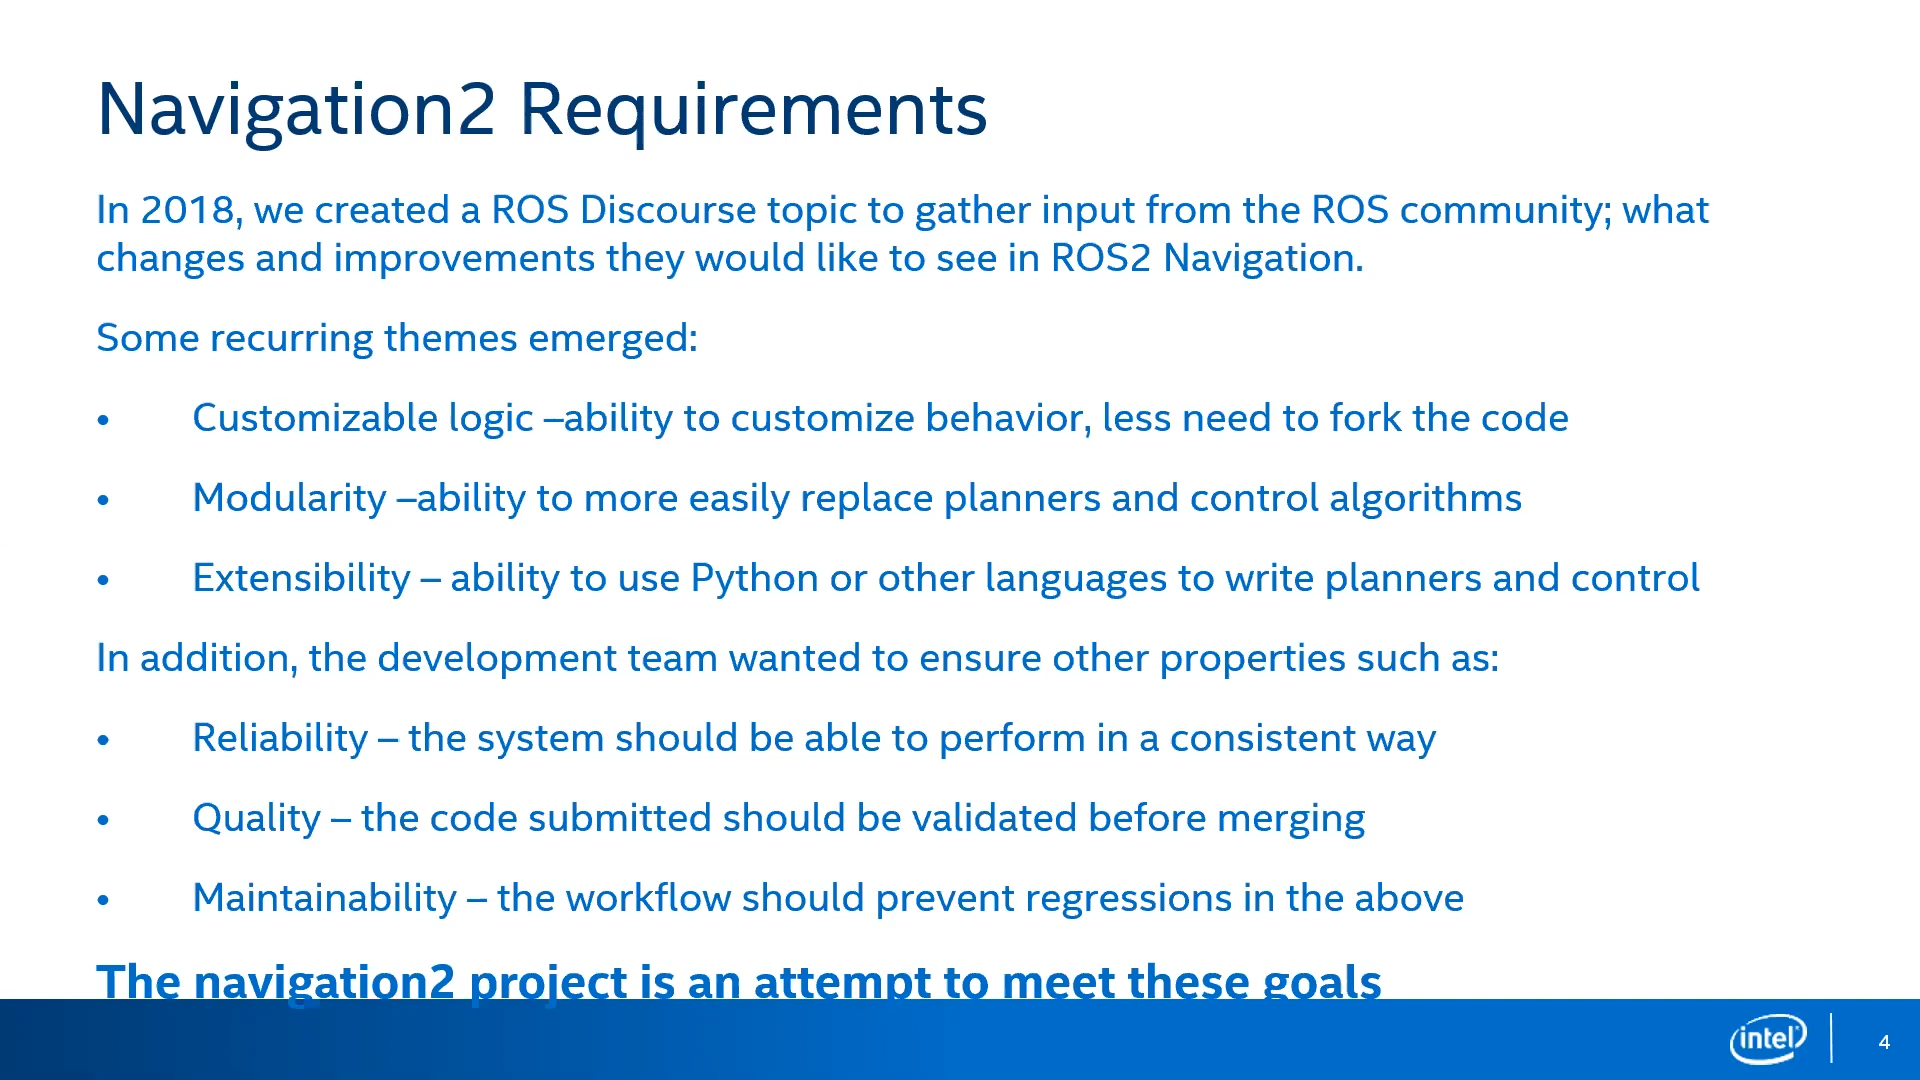 Navigation2 Requirements
In 2018, we created a ROS Discourse topic to gather input from the ROS community; what
changes and improvements they would like to see in ROS2 Navigation.
Some recurring themes emerged:
• Customizable logic –ability to customize behavior, less need to fork the code
• Modularity –ability to more easily replace planners and control algorithms
• Extensibility – ability to use Python or other languages to write planners and control
In addition, the development team wanted to ensure other properties such as:
• Reliability – the system should be able to perform in a consistent way
• Quality – the code submitted should be validated before merging
• Maintainability – the workflow should prevent regressions in the above
The navigation2 project is an attempt to meet these goals
intel
4